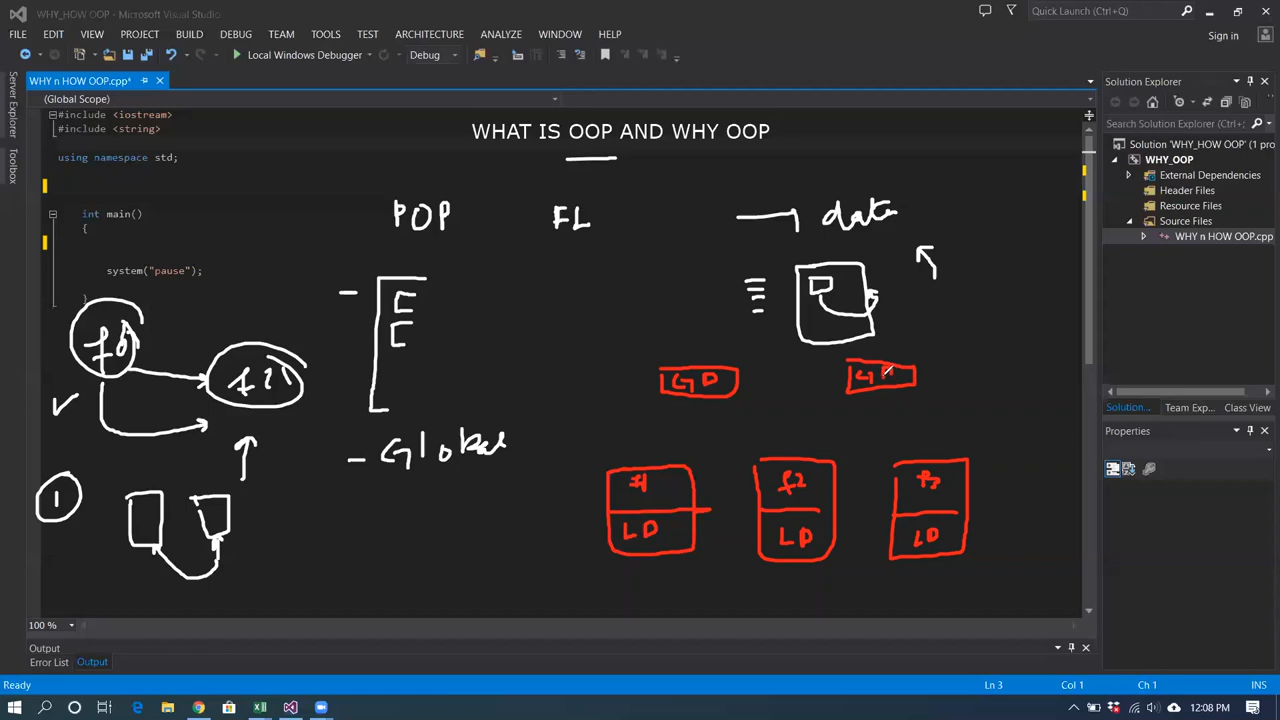 WHY_HOW OOP - Microsoft Visual Studio
Quick Launch (Ctrl+Q)
FILE EDIT VIEW PROJECT BUILD DEBUG TEAM TOOLS TEST ARCHITECTURE ANALYZE WINDOW HELP
Sign in
Local Windows Debugger Debug
Server Explorer
Toolbox
WHY n HOW OOP.cpp*
(Global Scope)
#include <iostream>
#include <string>
using namespace std;
int main()
{
system("pause");
}
WHAT IS OOP AND WHY OOP
POP FL data
Global
1
GD
f1 f2 f3
LD LD LD
100 %
Solution Explorer
Search Solution Explorer (Ctrl+;)
Solution 'WHY_HOW OOP' (1 pro
WHY_OOP
External Dependencies
Header Files
Resource Files
Source Files
WHY n HOW OOP.cpp
Solution... Team Exp... Class View
Properties
Output
Error List Output
Ready Ln 3 Col 1 Ch 1 INS
12:08 PM